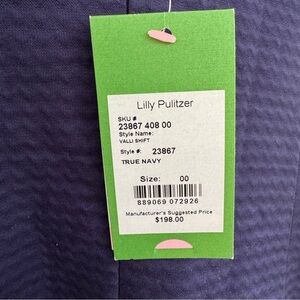 Lilly Pulitzer
SKU #
23867 408 00
Style Name:
VALLI SHIFT
Style #: 23867
TRUE NAVY
Size: 00
889069 072926
Manufacturer's Suggested Price
$198.00